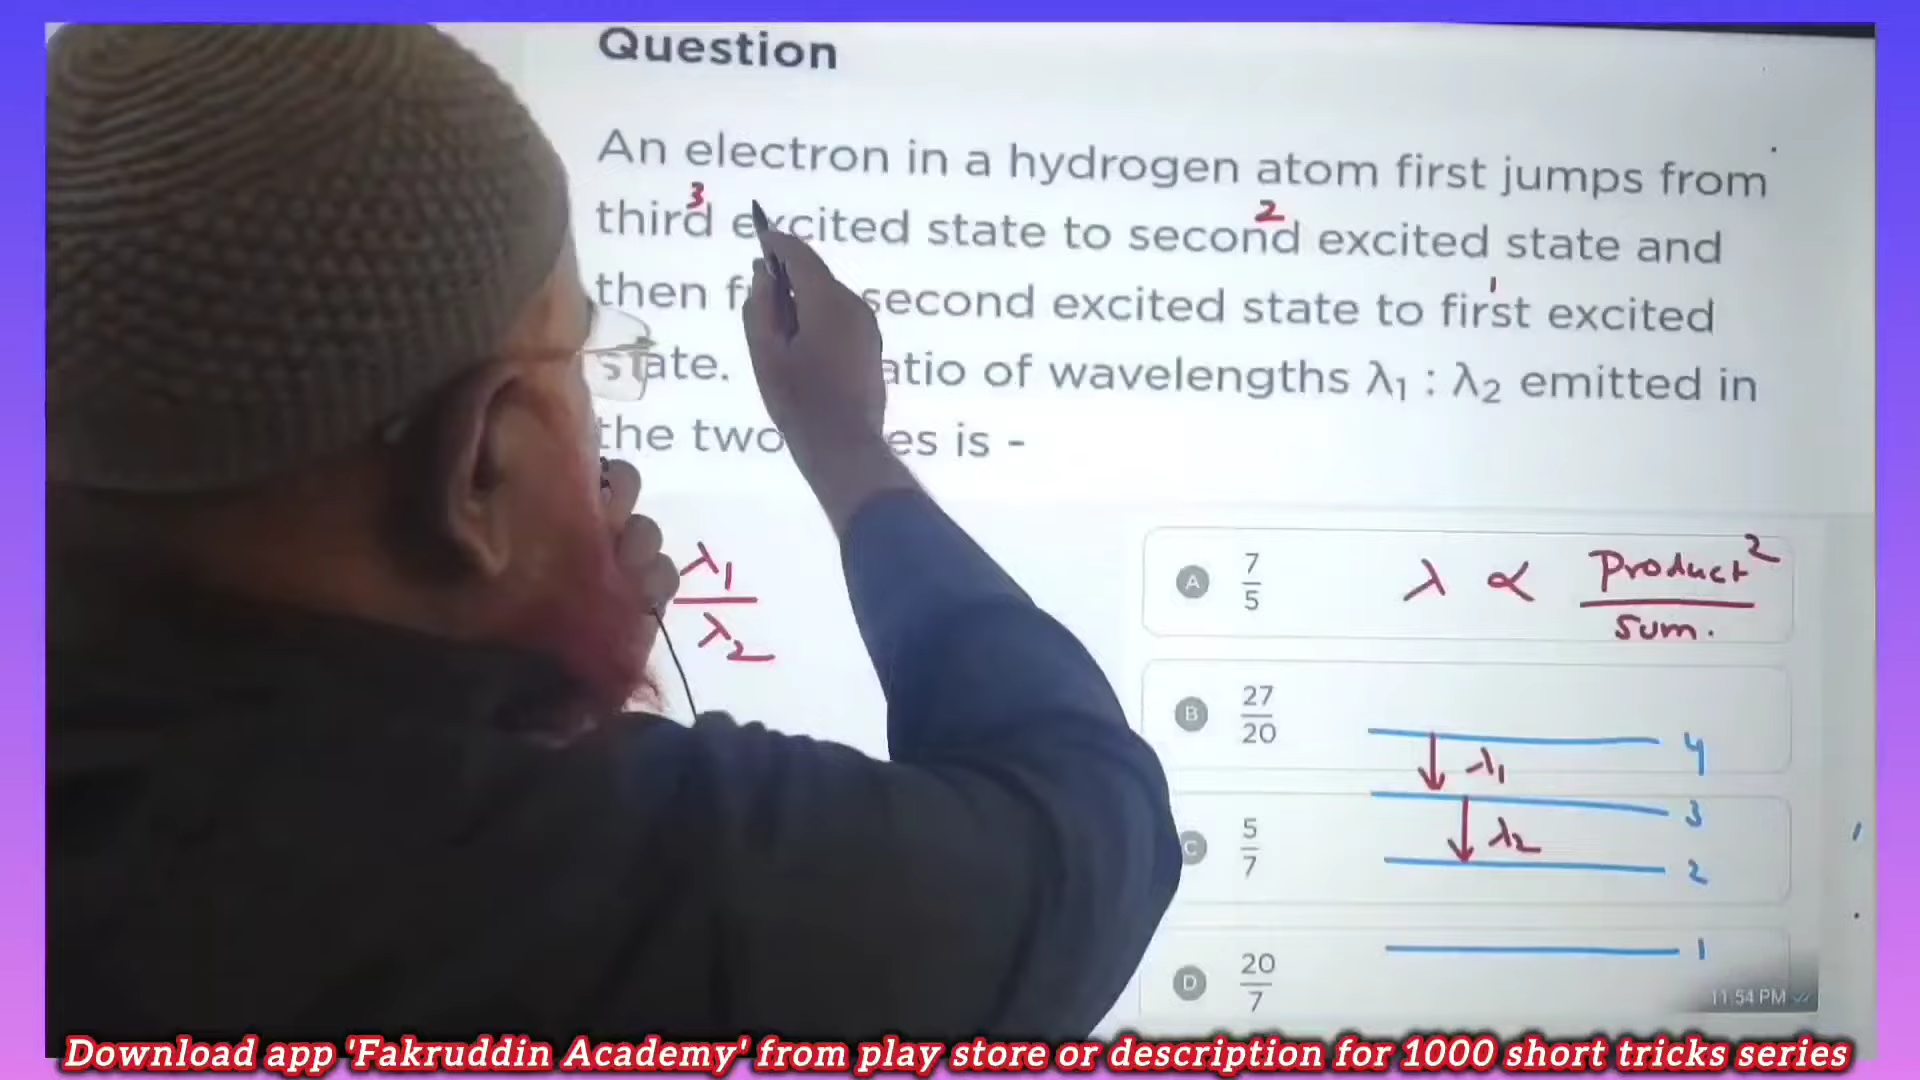 Question
An electron in a hydrogen atom first jumps from
3 2
third excited state to second excited state and
1
then second excited state to first excited
state. of wavelengths λ₁ : λ₂ emitted in
the two is -
λ₁
λ₂
A 7/5
λ ∝ Product² / Sum.
B 27/20
4
λ₁
3
C 5/7
λ₂
2
1
D 20/7
11:54 PM
Download app 'Fakruddin Academy' from play store or description for 1000 short tricks series